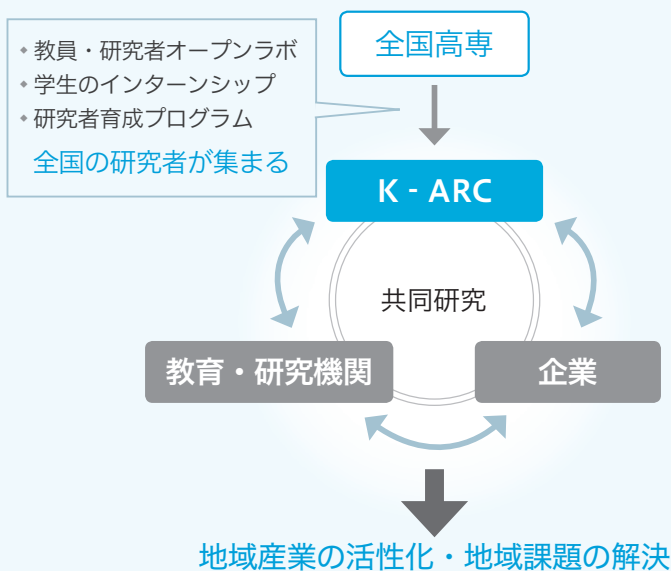 全国高専
◆教員・研究者オープンラボ
◆学生のインターンシップ
◆研究者育成プログラム
全国の研究者が集まる
K - ARC
共同研究
教育・研究機関
企業
地域産業の活性化・地域課題の解決